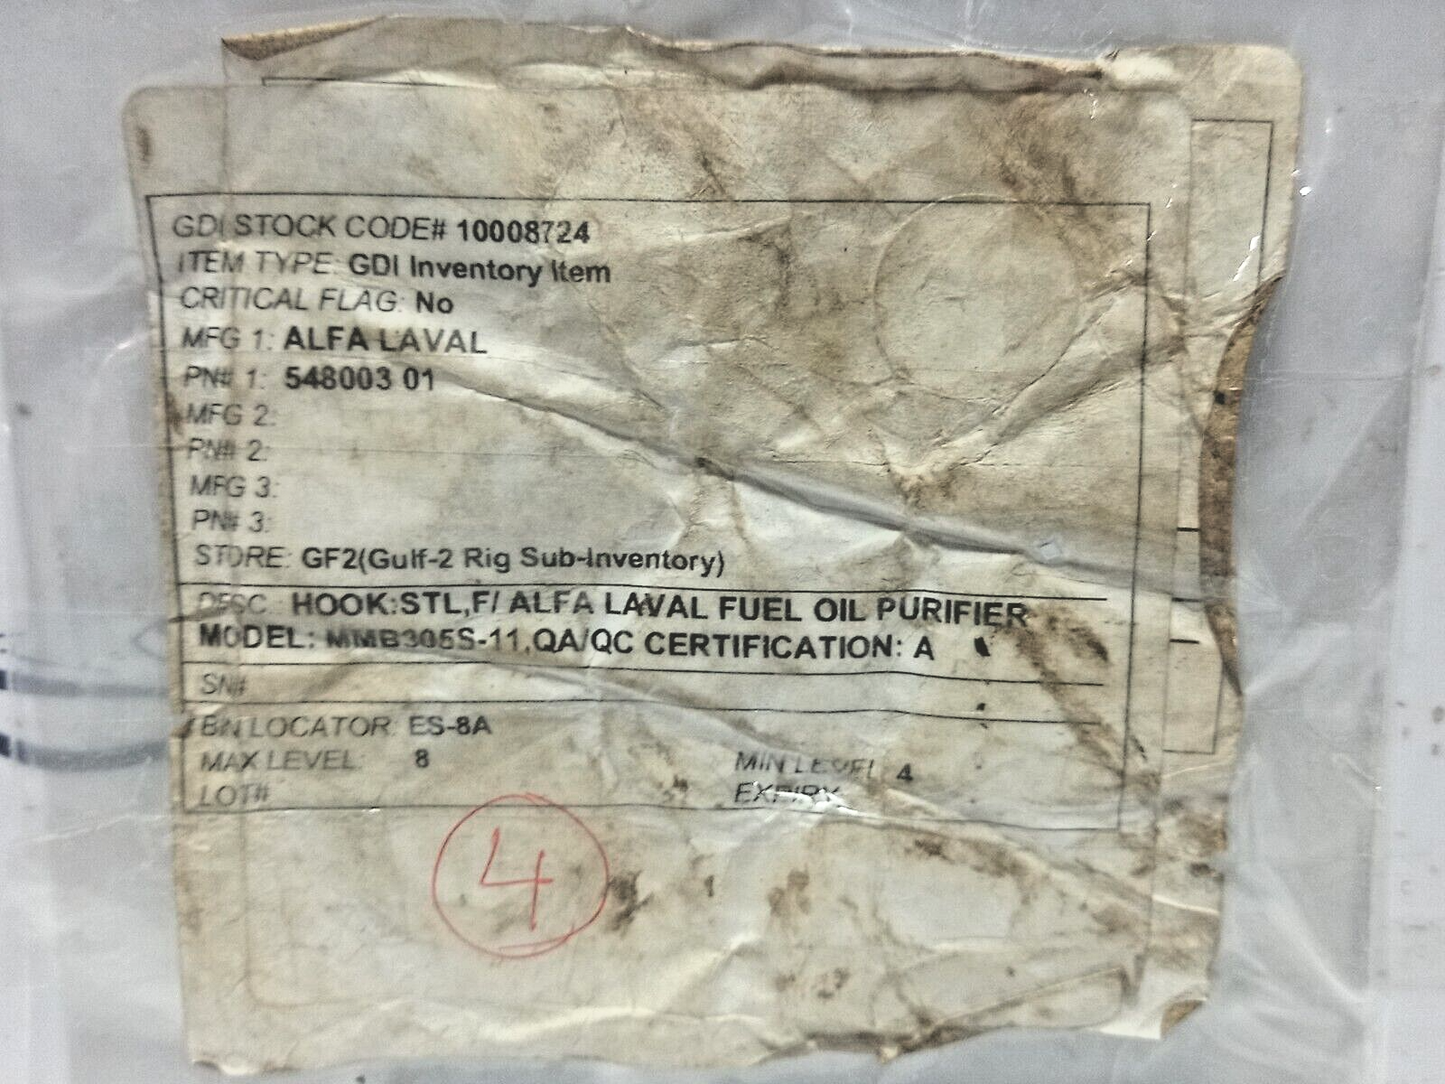 GDI STOCK CODE# 10008724
ITEM TYPE: GDI Inventory Item
CRITICAL FLAG: No
MFG 1: ALFA LAVAL
PN# 1: 548003 01
MFG 2:
PN# 2:
MFG 3:
PN# 3:
STORE: GF2(Gulf-2 Rig Sub-Inventory)
DESC: HOOK:STL,F/ ALFA LAVAL FUEL OIL PURIFIER
MODEL: MMB305S-11,QA/QC CERTIFICATION: A
SN#
BN LOCATOR: ES-8A
MAX LEVEL: 8 MIN LEVEL 4
LOT# EXPIRY
4